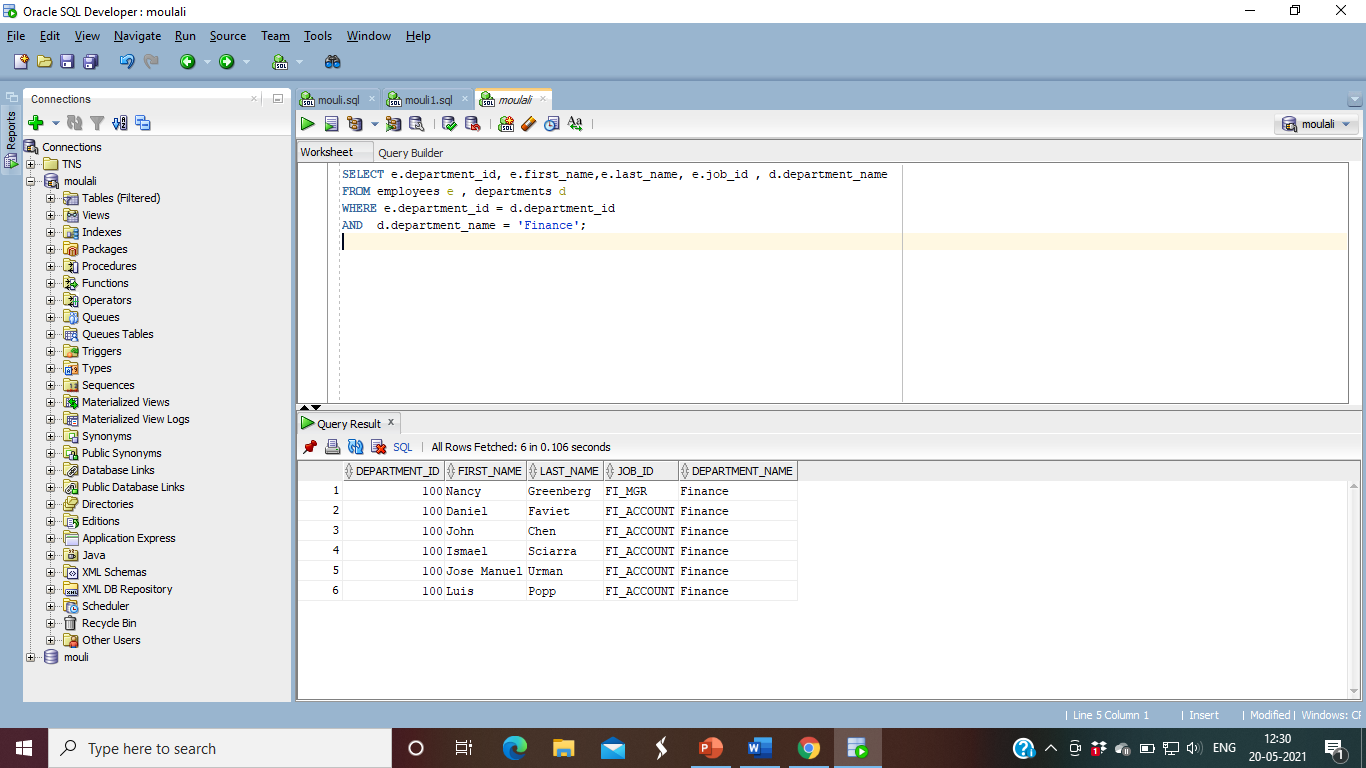 Oracle SQL Developer : moulali
File Edit View Navigate Run Source Team Tools Window Help
Reports
Connections
Connections
TNS
moulali
Tables (Filtered)
Views
Indexes
Packages
Procedures
Functions
Operators
Queues
Queues Tables
Triggers
Types
Sequences
Materialized Views
Materialized View Logs
Synonyms
Public Synonyms
Database Links
Public Database Links
Directories
Editions
Application Express
Java
XML Schemas
XML DB Repository
Scheduler
Recycle Bin
Other Users
mouli
mouli.sql mouli1.sql moulali
moulali
Worksheet Query Builder
SELECT e.department_id, e.first_name,e.last_name, e.job_id , d.department_name
FROM employees e , departments d
WHERE e.department_id = d.department_id
AND  d.department_name = 'Finance';
Query Result x
SQL | All Rows Fetched: 6 in 0.106 seconds
DEPARTMENT_ID FIRST_NAME LAST_NAME JOB_ID DEPARTMENT_NAME
1 100 Nancy Greenberg FI_MGR Finance
2 100 Daniel Faviet FI_ACCOUNT Finance
3 100 John Chen FI_ACCOUNT Finance
4 100 Ismael Sciarra FI_ACCOUNT Finance
5 100 Jose Manuel Urman FI_ACCOUNT Finance
6 100 Luis Popp FI_ACCOUNT Finance
| Line 5 Column 1 | Insert | Modified | Windows: CF
Type here to search
ENG
12:30
20-05-2021
1